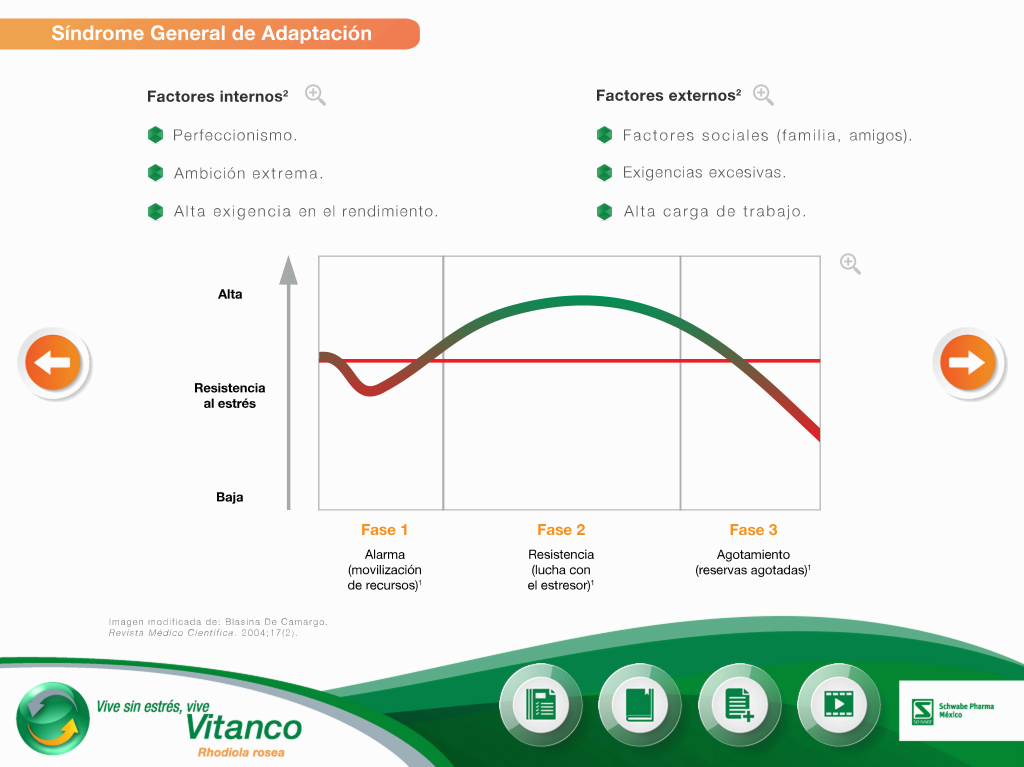 Síndrome General de Adaptación
Factores internos²
Perfeccionismo.
Ambición extrema.
Alta exigencia en el rendimiento.
Factores externos²
Factores sociales (familia, amigos).
Exigencias excesivas.
Alta carga de trabajo.
Alta
Resistencia
al estrés
Baja
Fase 1
Alarma
(movilización
de recursos)¹
Fase 2
Resistencia
(lucha con
el estresor)¹
Fase 3
Agotamiento
(reservas agotadas)¹
Imagen modificada de: Blasina De Camargo.
Revista Médico Científica. 2004;17(2).
Vive sin estrés, vive
Vitanco
Rhodiola rosea
Schwabe Pharma
México